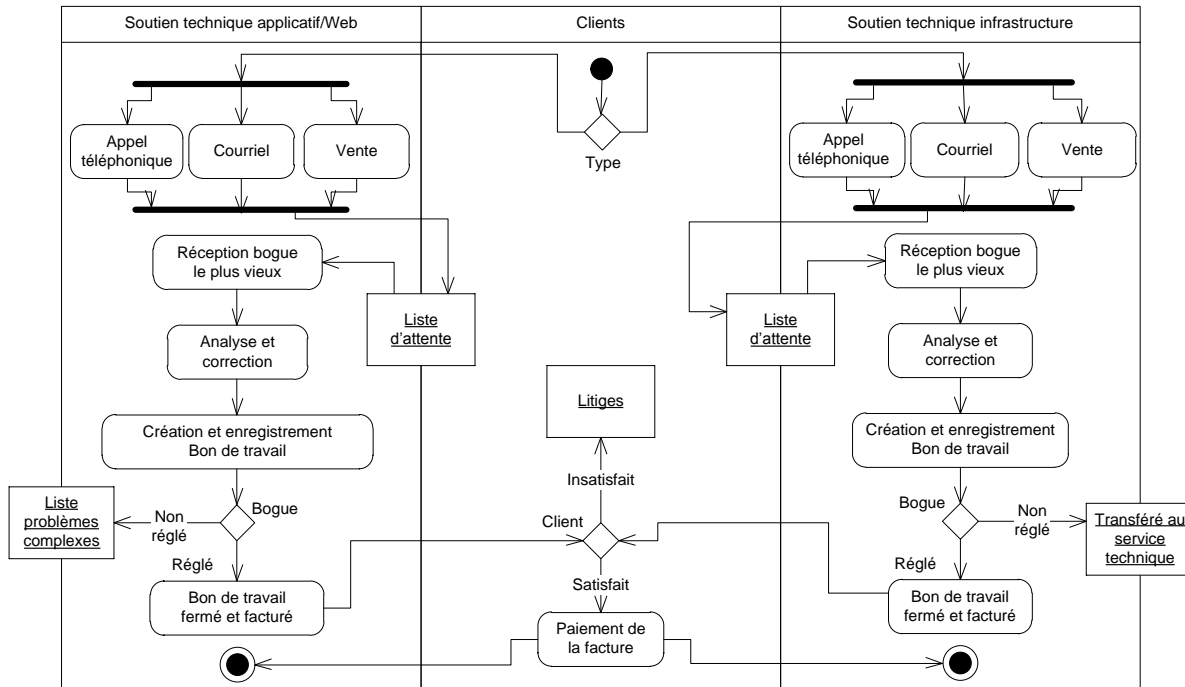 Soutien technique applicatif/Web
Clients
Soutien technique infrastructure
Appel
téléphonique
Courriel
Vente
Type
Appel
téléphonique
Courriel
Vente
Réception bogue
le plus vieux
Liste
d'attente
Analyse et
correction
Création et enregistrement
Bon de travail
Bogue
Non
réglé
Liste
problèmes
complexes
Réglé
Bon de travail
fermé et facturé
Litiges
Insatisfait
Client
Satisfait
Paiement de
la facture
Réception bogue
le plus vieux
Liste
d'attente
Analyse et
correction
Création et enregistrement
Bon de travail
Bogue
Non
réglé
Transféré au
service
technique
Réglé
Bon de travail
fermé et facturé